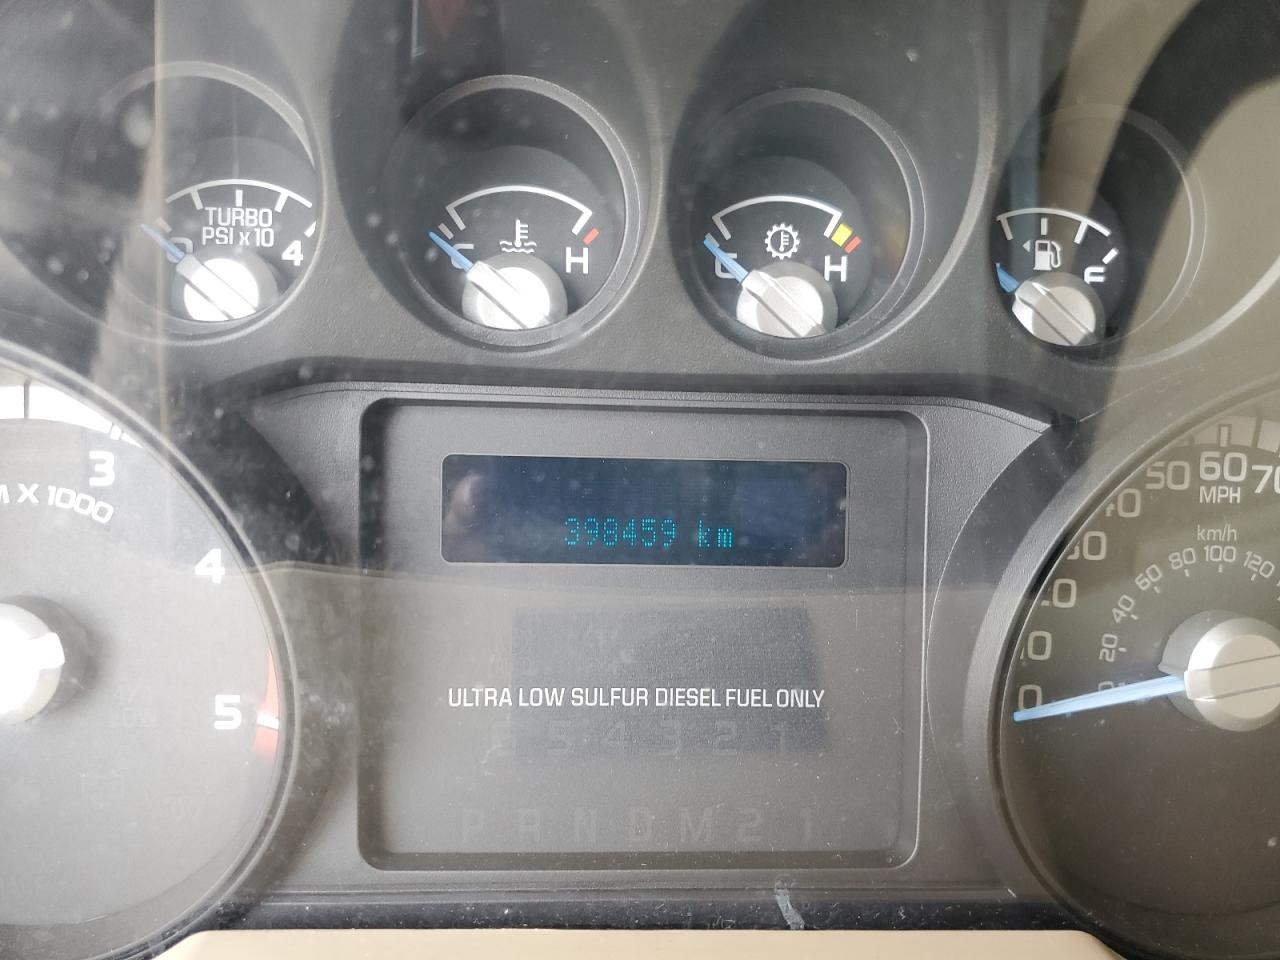 TURBO
PSI x 10
4
C H
C H
3
M X 1000
4
5
398459 km
ULTRA LOW SULFUR DIESEL FUEL ONLY
6 5 4 3 2 1
P R N D M 2 1
50 60 70
MPH
km/h
20 40 60 80 100 120
0